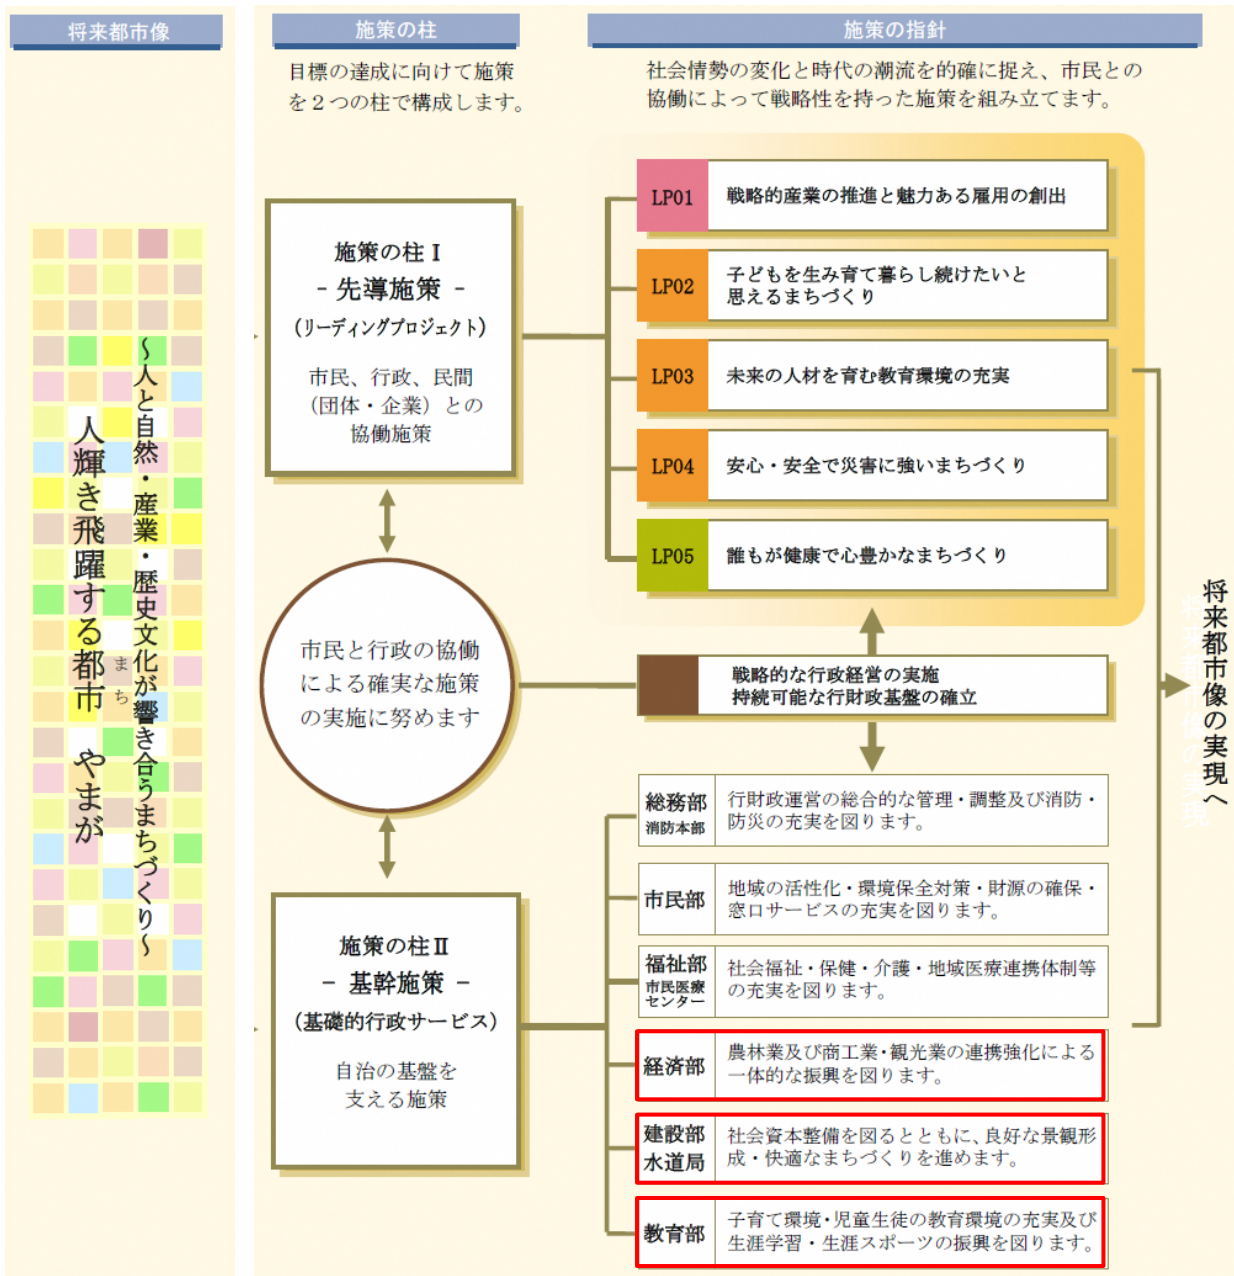 将来都市像
～人と自然・産業・歴史文化が響き合うまちづくり～
人輝き飛躍する都市　やまが
まち
施策の柱
目標の達成に向けて施策
を２つの柱で構成します。
施策の柱Ⅰ
- 先導施策 -
（リーディングプロジェクト）
市民、行政、民間
（団体・企業）との
協働施策
市民と行政の協働
による確実な施策
の実施に努めます
施策の柱Ⅱ
- 基幹施策 -
（基礎的行政サービス）
自治の基盤を
支える施策
施策の指針
社会情勢の変化と時代の潮流を的確に捉え、市民との
協働によって戦略性を持った施策を組み立てます。
LP01
戦略的産業の推進と魅力ある雇用の創出
LP02
子どもを生み育て暮らし続けたいと
思えるまちづくり
LP03
未来の人材を育む教育環境の充実
LP04
安心・安全で災害に強いまちづくり
LP05
誰もが健康で心豊かなまちづくり
戦略的な行政経営の実施
持続可能な行財政基盤の確立
総務部
消防本部
行財政運営の総合的な管理・調整及び消防・
防災の充実を図ります。
市民部
地域の活性化・環境保全対策・財源の確保・
窓口サービスの充実を図ります。
福祉部
市民医療
センター
社会福祉・保健・介護・地域医療連携体制等
の充実を図ります。
経済部
農林業及び商工業・観光業の連携強化による
一体的な振興を図ります。
建設部
水道局
社会資本整備を図るとともに、良好な景観形
成・快適なまちづくりを進めます。
教育部
子育て環境・児童生徒の教育環境の充実及び
生涯学習・生涯スポーツの振興を図ります。
将来都市像の実現へ